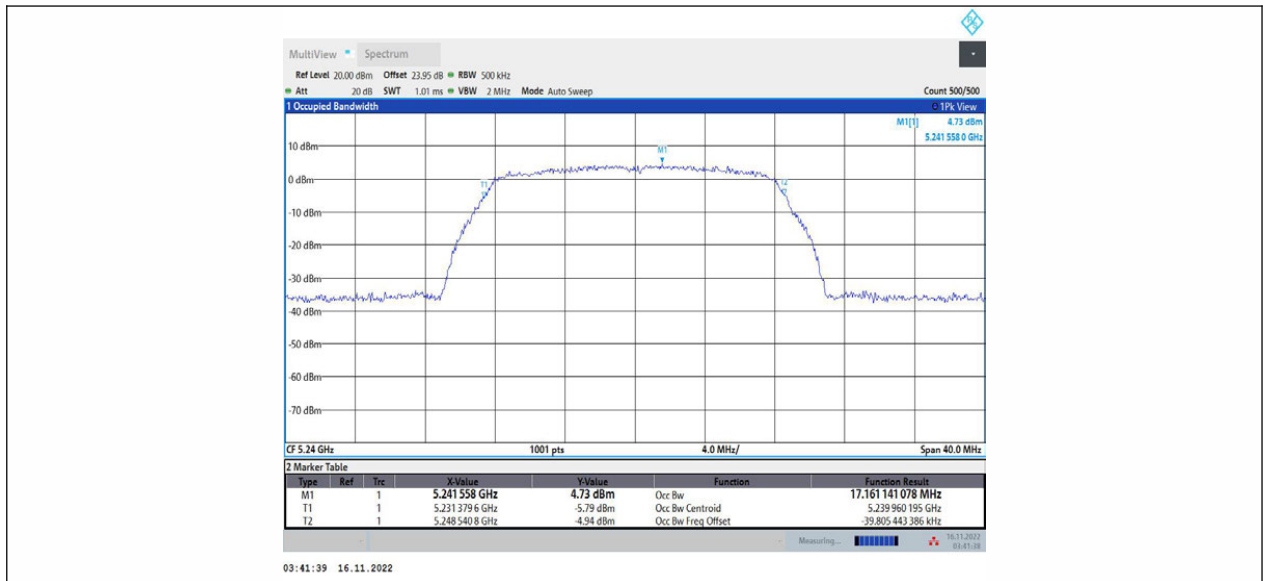 MultiView Spectrum
Ref Level 20.00 dBm Offset 23.95 dB RBW 500 kHz
Att 20 dB SWT 1.01 ms VBW 2 MHz Mode Auto Sweep Count 500/500
1 Occupied Bandwidth 1Pk View
M1[1] 4.73 dBm
5.241 558 0 GHz
10 dBm
M1
0 dBm
T1
T2
-10 dBm
-20 dBm
-30 dBm
-40 dBm
-50 dBm
-60 dBm
-70 dBm
CF 5.24 GHz 1001 pts 4.0 MHz/ Span 40.0 MHz
2 Marker Table
Type Ref Trc X-Value Y-Value Function Function Result
M1 1 5.241 558 GHz 4.73 dBm Occ Bw 17.161 141 078 MHz
T1 1 5.231 379 6 GHz -5.79 dBm Occ Bw Centroid 5.239 960 195 GHz
T2 1 5.248 540 8 GHz -4.94 dBm Occ Bw Freq Offset -39.805 443 386 kHz
Measuring... 16.11.2022
03:41:38
03:41:39 16.11.2022